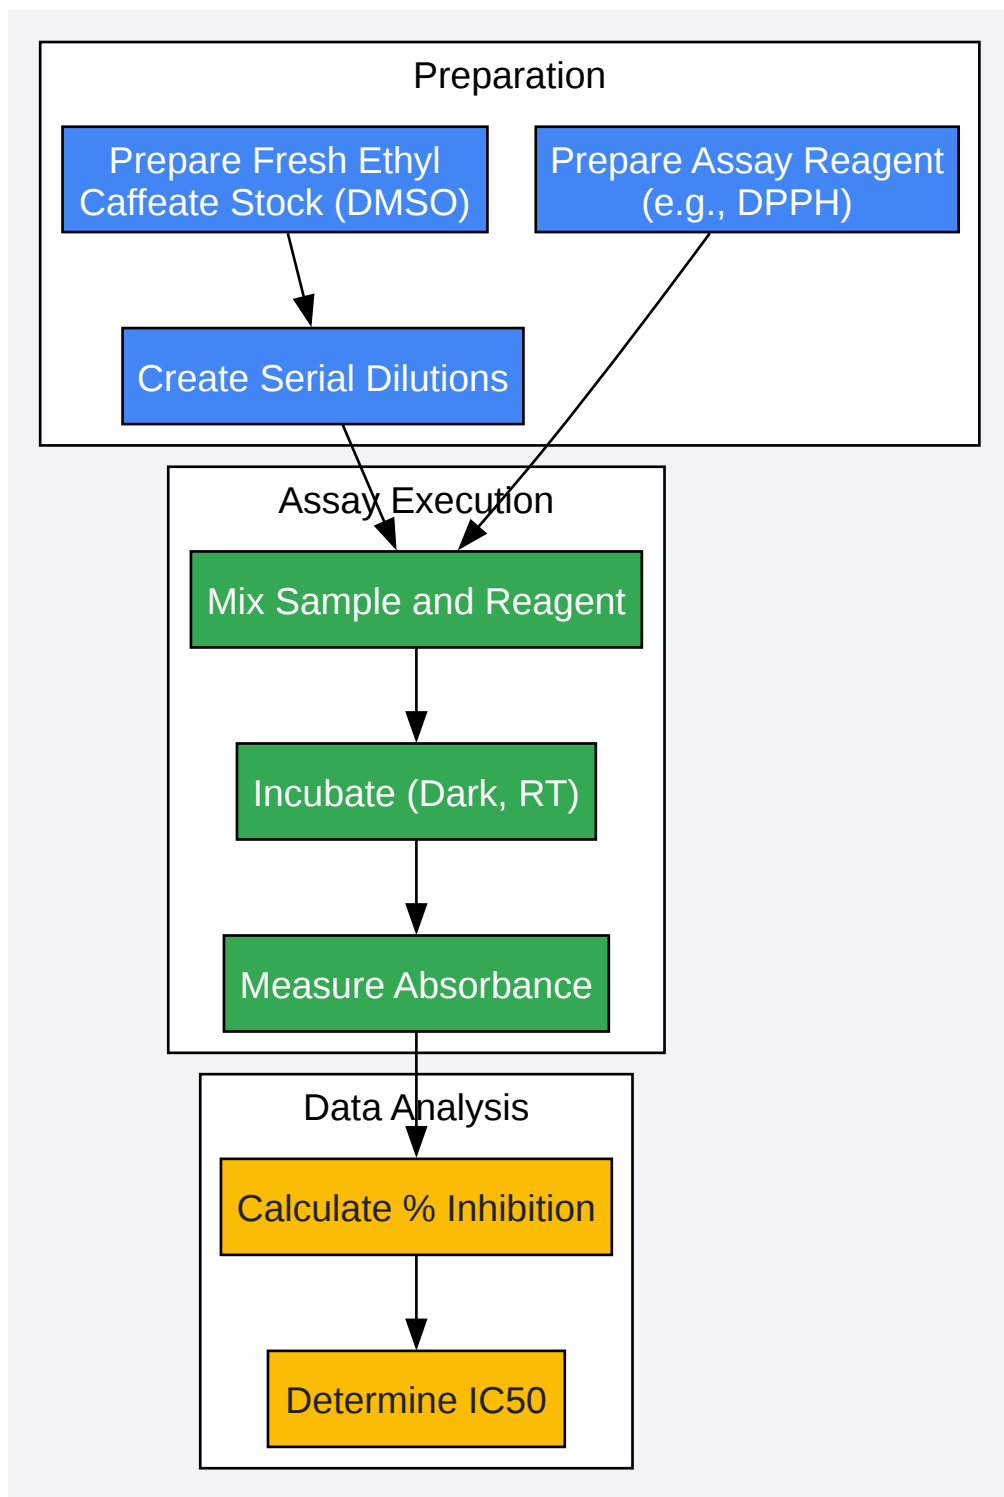 Preparation
Prepare Fresh Ethyl
Caffeate Stock (DMSO)
Prepare Assay Reagent
(e.g., DPPH)
Create Serial Dilutions
Assay Execution
Mix Sample and Reagent
Incubate (Dark, RT)
Measure Absorbance
Data Analysis
Calculate % Inhibition
Determine IC50